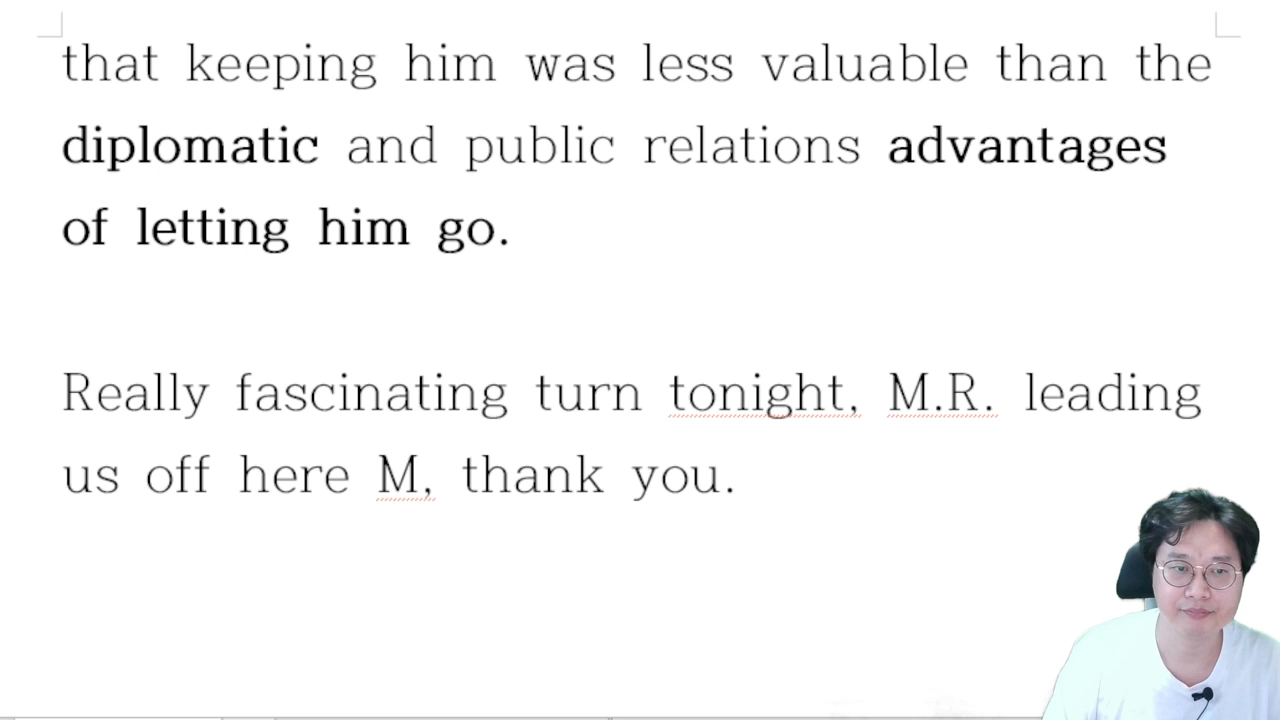 that keeping him was less valuable than the
diplomatic and public relations advantages
of letting him go.
Really fascinating turn tonight, M.R. leading
us off here M, thank you.